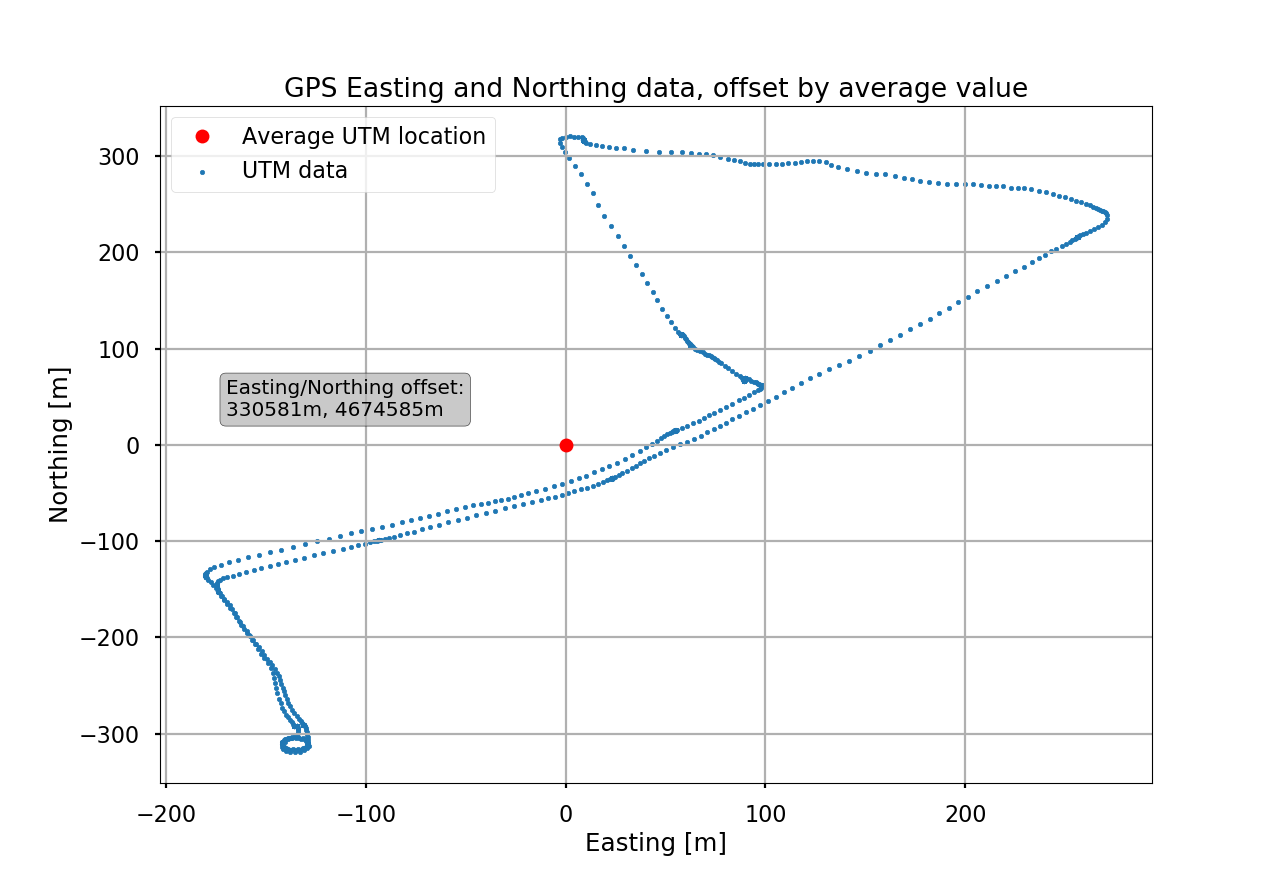 GPS Easting and Northing data, offset by average value
Average UTM location
UTM data
300
200
100
0
−100
−200
−300
Northing [m]
Easting/Northing offset:
330581m, 4674585m
−200 −100 0 100 200
Easting [m]